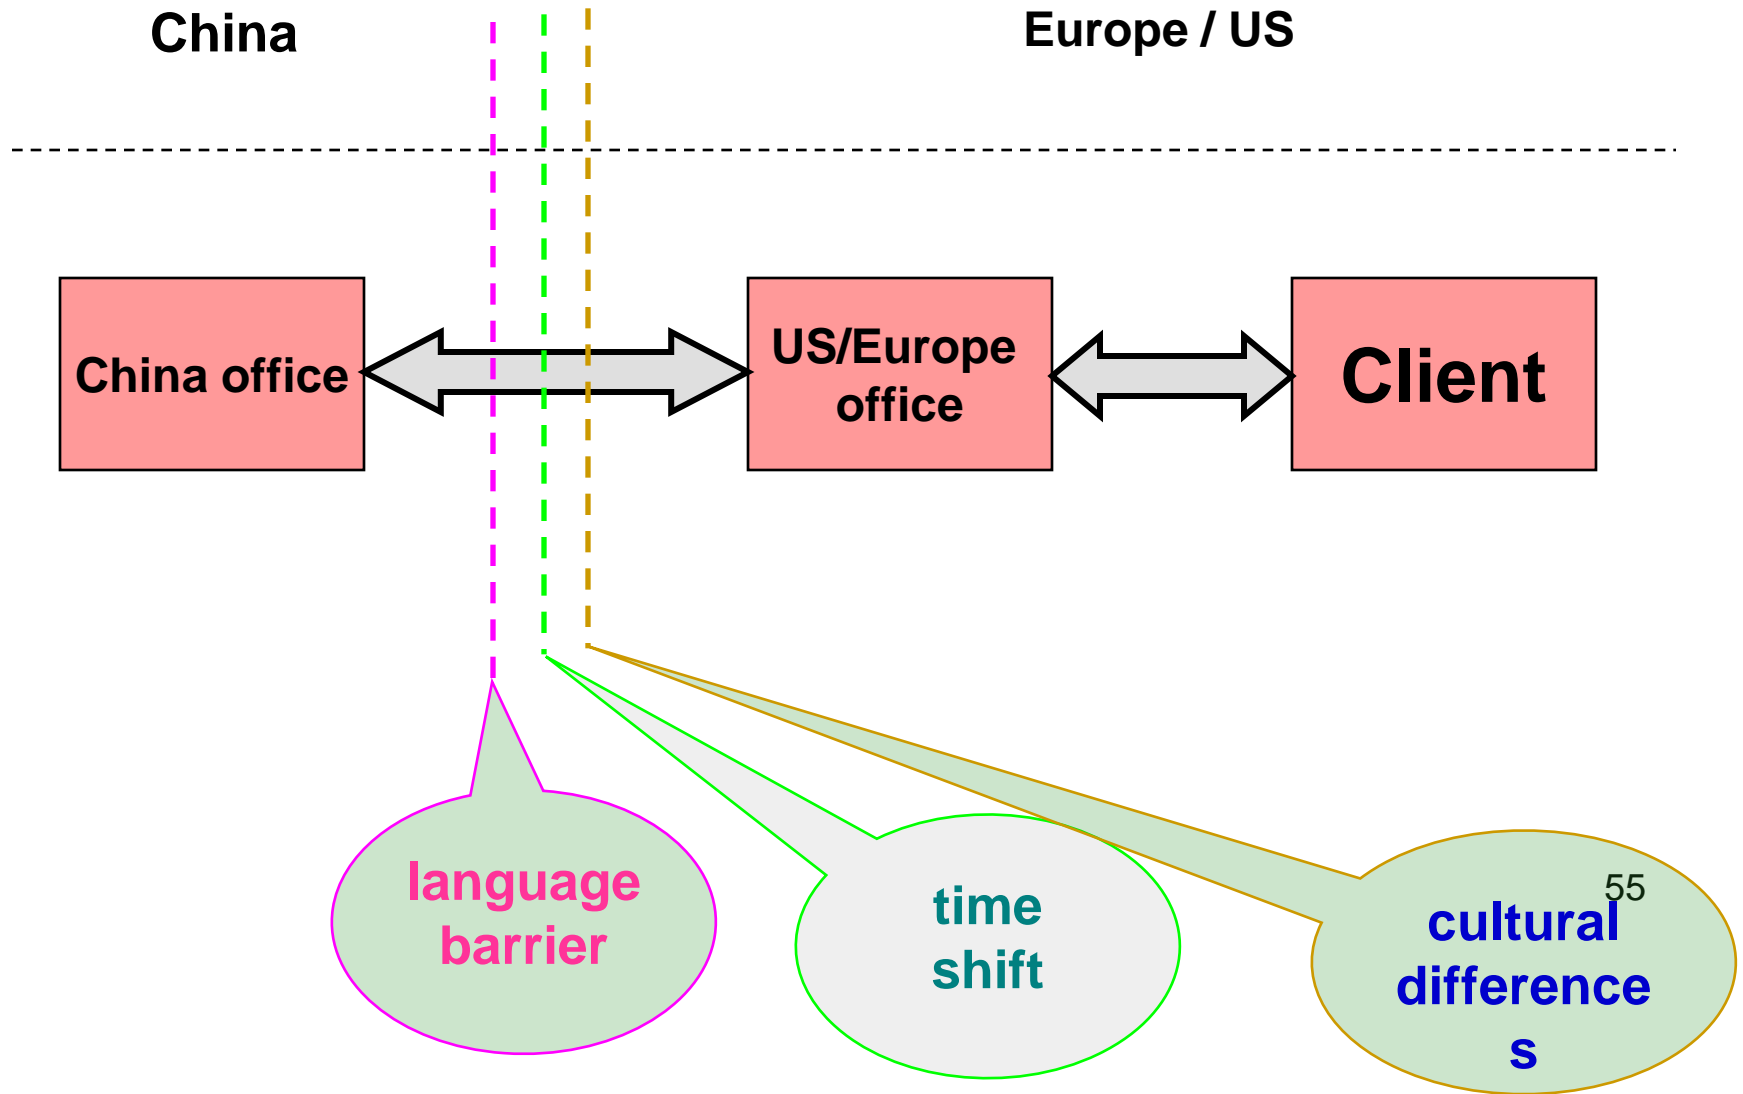 China
Europe / US
China office
US/Europe
office
Client
language
barrier
time
shift
55
cultural
difference
s